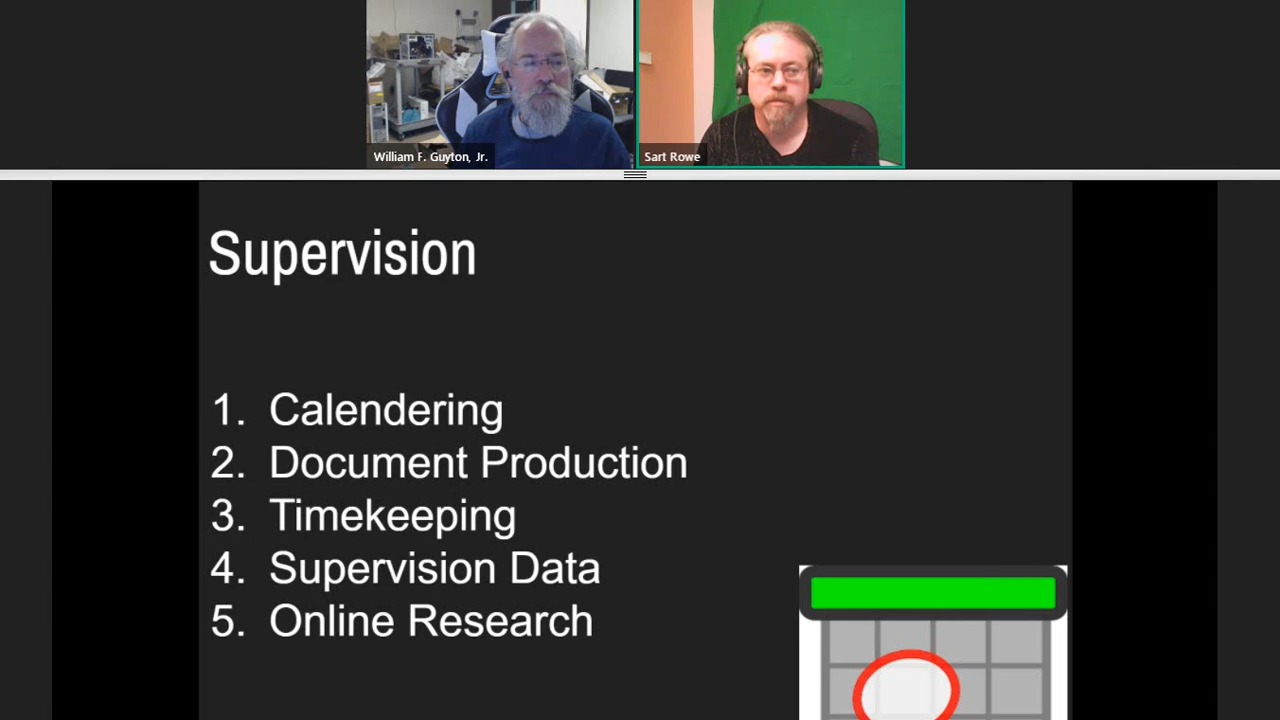 William F. Guyton, Jr.
Sart Rowe
Supervision
1. Calendering
2. Document Production
3. Timekeeping
4. Supervision Data
5. Online Research